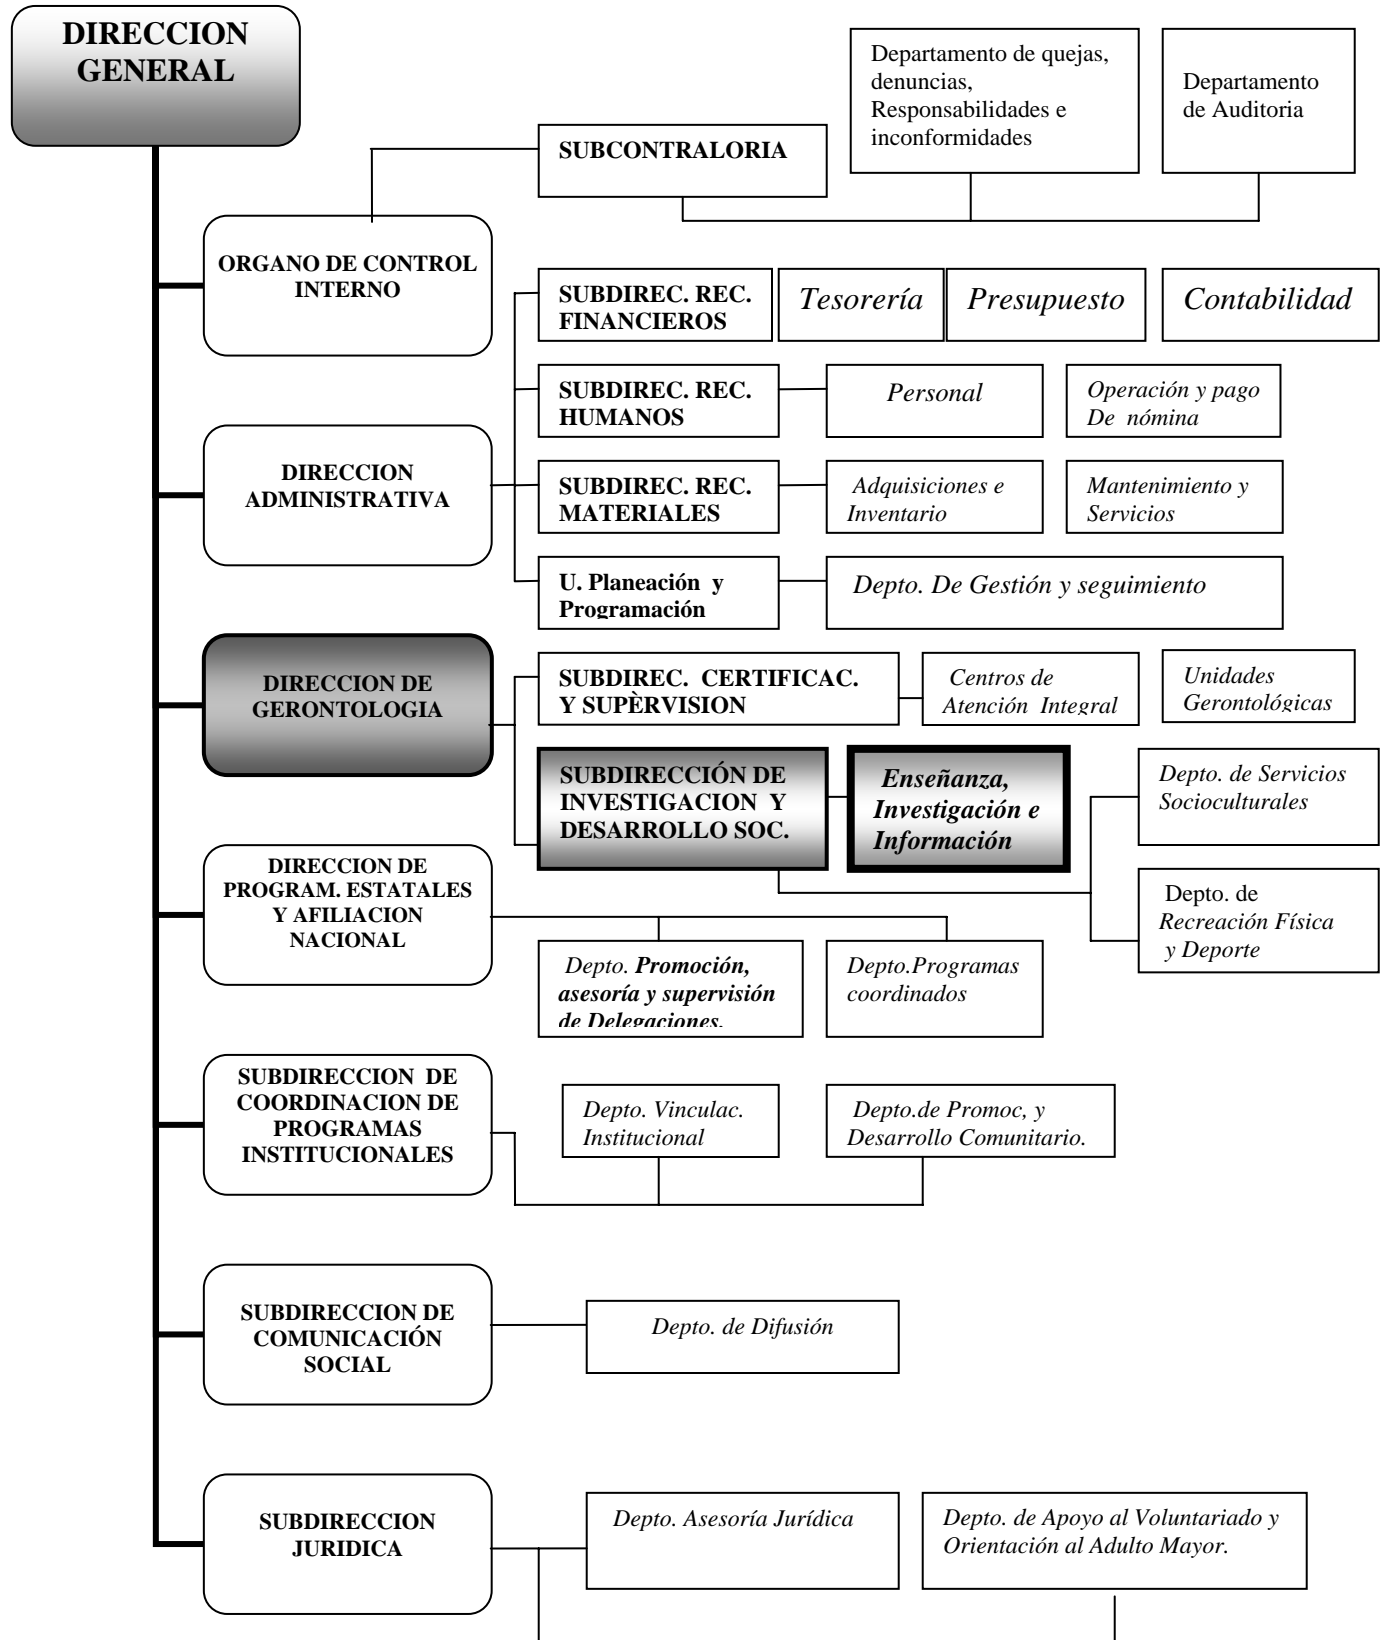 DIRECCION
GENERAL
Departamento de quejas,
denuncias,
Responsabilidades e
inconformidades
Departamento
de Auditoria
SUBCONTRALORIA
ORGANO DE CONTROL
INTERNO
SUBDIREC. REC.
FINANCIEROS
Tesorería
Presupuesto
Contabilidad
SUBDIREC. REC.
HUMANOS
Personal
Operación y pago
De nómina
DIRECCION
ADMINISTRATIVA
SUBDIREC. REC.
MATERIALES
Adquisiciones e
Inventario
Mantenimiento y
Servicios
U. Planeación y
Programación
Depto. De Gestión y seguimiento
DIRECCION DE
GERONTOLOGIA
SUBDIREC. CERTIFICAC.
Y SUPÈRVISION
Centros de
Atención Integral
Unidades
Gerontológicas
SUBDIRECCIÓN DE
INVESTIGACION Y
DESARROLLO SOC.
Enseñanza,
Investigación e
Información
Depto. de Servicios
Socioculturales
Depto. de
Recreación Física
y Deporte
DIRECCION DE
PROGRAM. ESTATALES
Y AFILIACION
NACIONAL
Depto. Promoción,
asesoría y supervisión
de Delegaciones.
Depto.Programas
coordinados
SUBDIRECCION DE
COORDINACION DE
PROGRAMAS
INSTITUCIONALES
Depto. Vinculac.
Institucional
Depto.de Promoc, y
Desarrollo Comunitario.
SUBDIRECCION DE
COMUNICACIÓN
SOCIAL
Depto. de Difusión
SUBDIRECCION
JURIDICA
Depto. Asesoría Jurídica
Depto. de Apoyo al Voluntariado y
Orientación al Adulto Mayor.